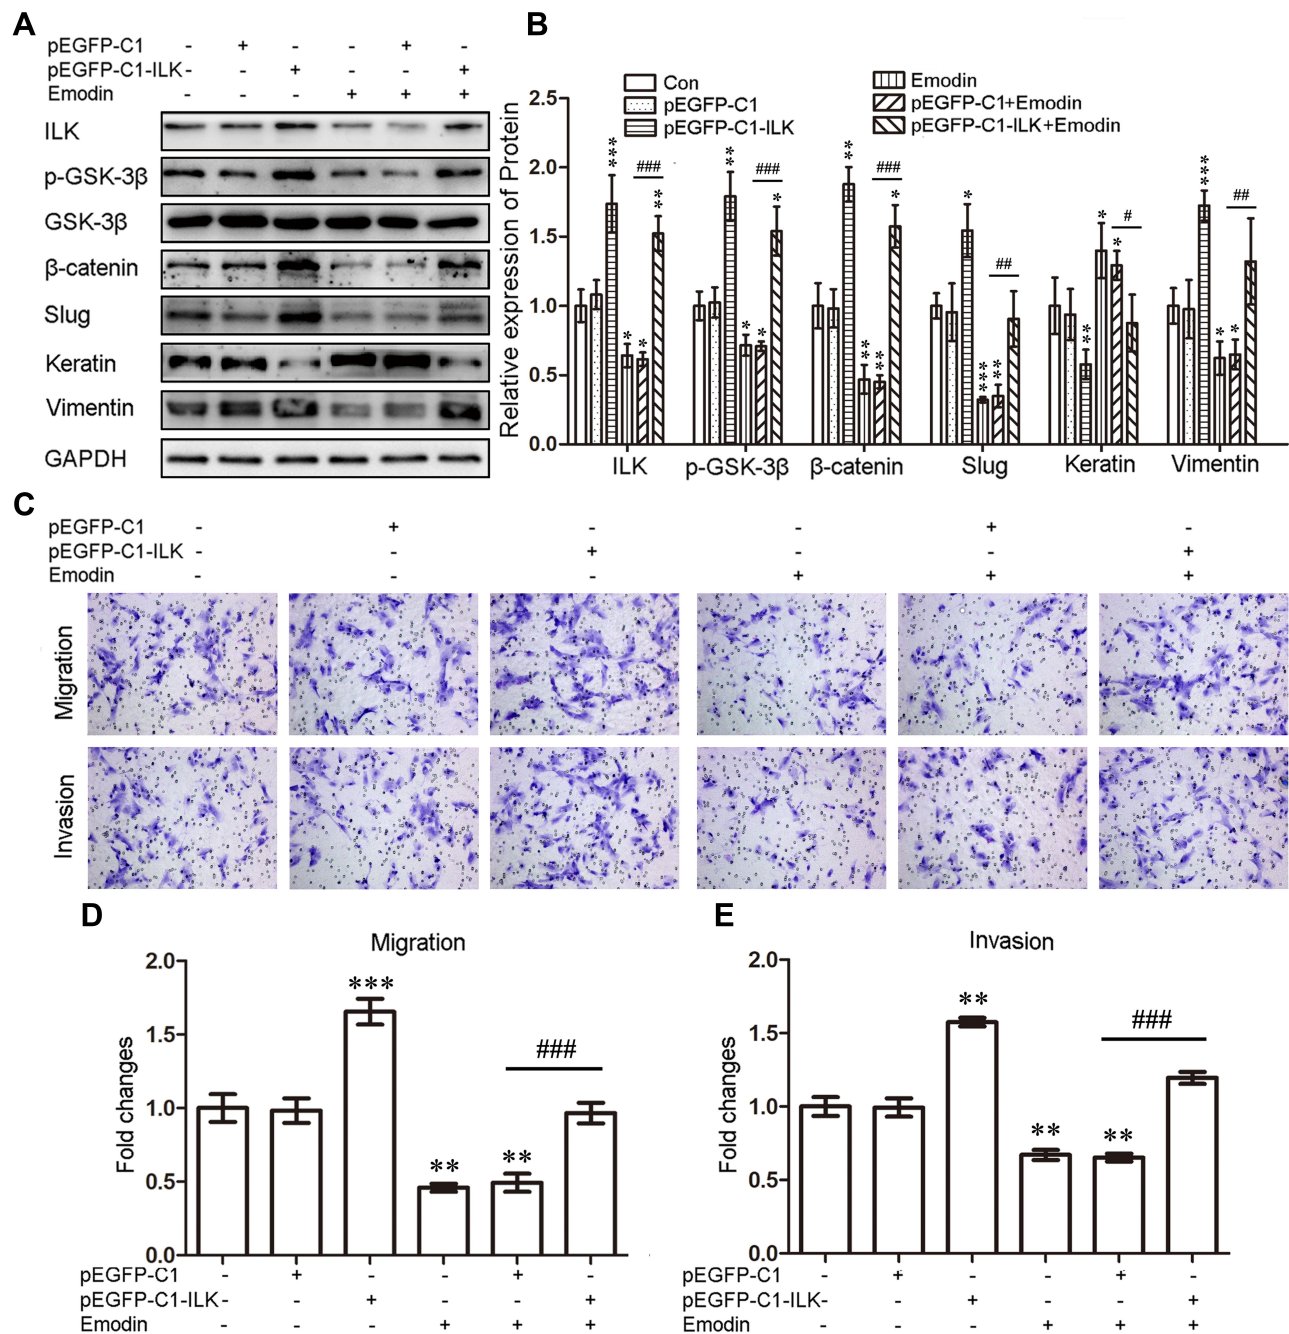 A
pEGFP-C1 - + - - + -
pEGFP-C1-ILK - - + - - +
Emodin - - - + + +
ILK
p-GSK-3β
GSK-3β
β-catenin
Slug
Keratin
Vimentin
GAPDH
B
Con
pEGFP-C1
pEGFP-C1-ILK
Emodin
pEGFP-C1+Emodin
pEGFP-C1-ILK+Emodin
Relative expression of Protein
2.5
2.0
1.5
1.0
0.5
0.0
*** * * ** ###
** * * * ###
** ** ** * ###
* *** ** ##
** * * #
*** * * ##
ILK p-GSK-3β β-catenin Slug Keratin Vimentin
C
pEGFP-C1 - + - - + -
pEGFP-C1-ILK - - + - - +
Emodin - - - + + +
Migration
Invasion
D
Migration
Fold changes
2.0
1.5
1.0
0.5
0.0
*** ** ** ###
pEGFP-C1 - + - - + -
pEGFP-C1-ILK - - + - - +
Emodin - - - + + +
E
Invasion
Fold changes
2.0
1.5
1.0
0.5
0.0
** ** ** ###
pEGFP-C1 - + - - + -
pEGFP-C1-ILK - - + - - +
Emodin - - - + + +